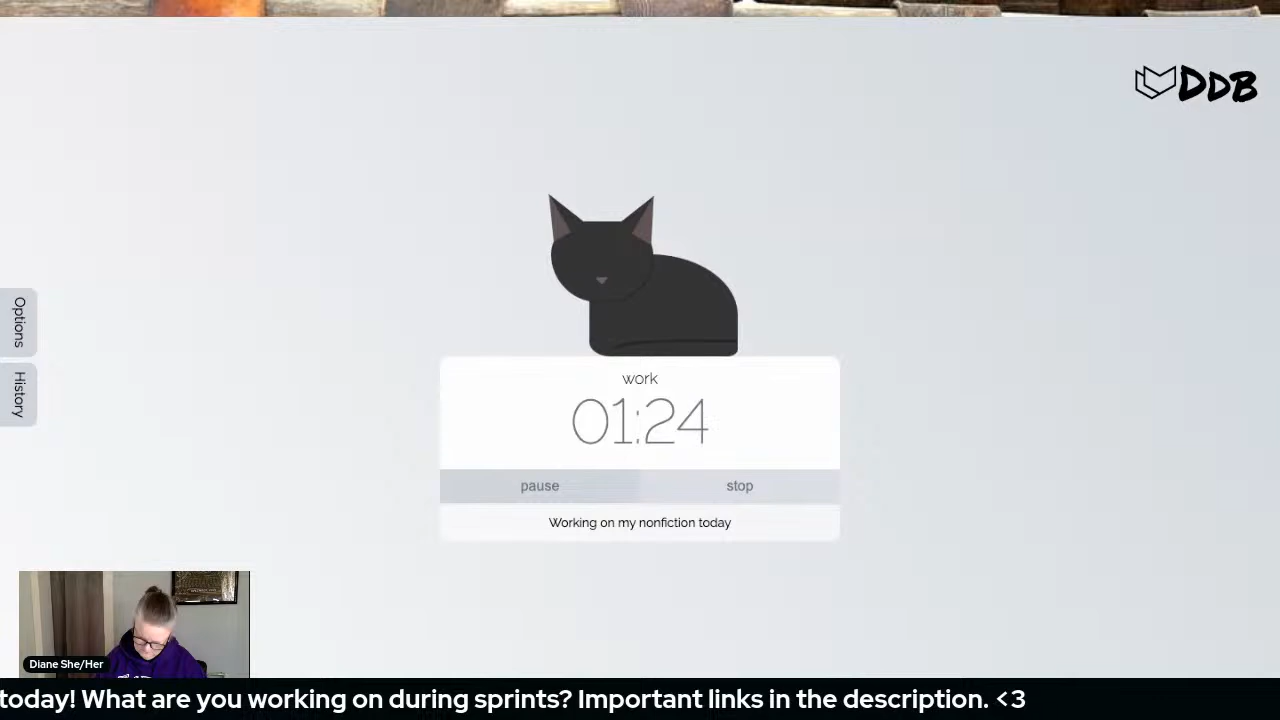 DDB
Options
History
work
01:24
pause
stop
Working on my nonfiction today
Diane She/Her
today! What are you working on during sprints? Important links in the description. <3